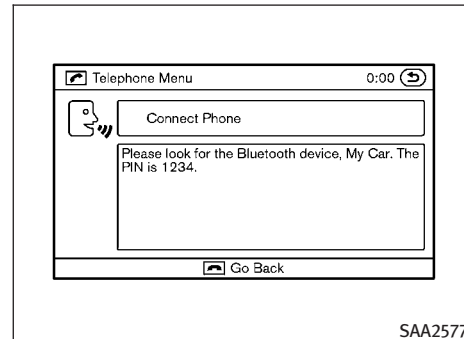 Telephone Menu 0:00
Connect Phone
Please look for the Bluetooth device, My Car. The
PIN is 1234.
Go Back
SAA2577